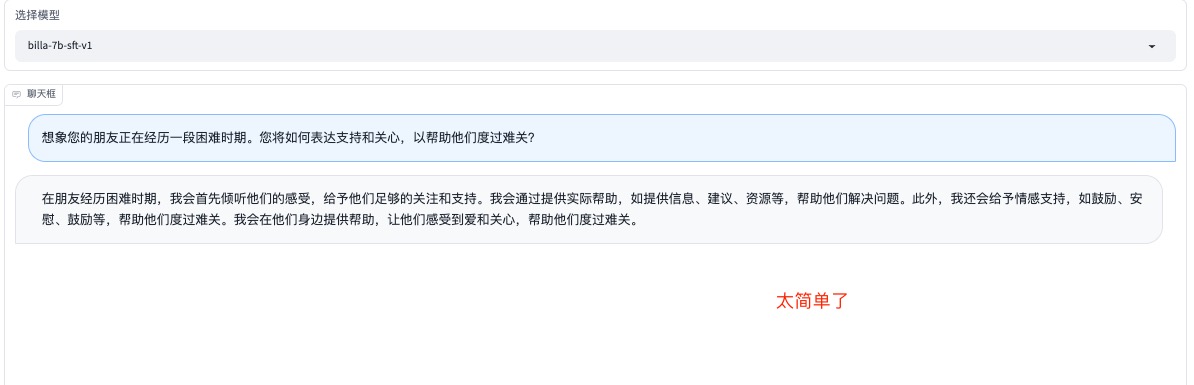 选择模型
billa-7b-sft-v1
聊天框
想象您的朋友正在经历一段困难时期。您将如何表达支持和关心，以帮助他们度过难关？
在朋友经历困难时期，我会首先倾听他们的感受，给予他们足够的关注和支持。我会通过提供实际帮助，如提供信息、建议、资源等，帮助他们解决问题。此外，我还会给予情感支持，如鼓励、安
慰、鼓励等，帮助他们度过难关。我会在他们身边提供帮助，让他们感受到爱和关心，帮助他们度过难关。
太简单了